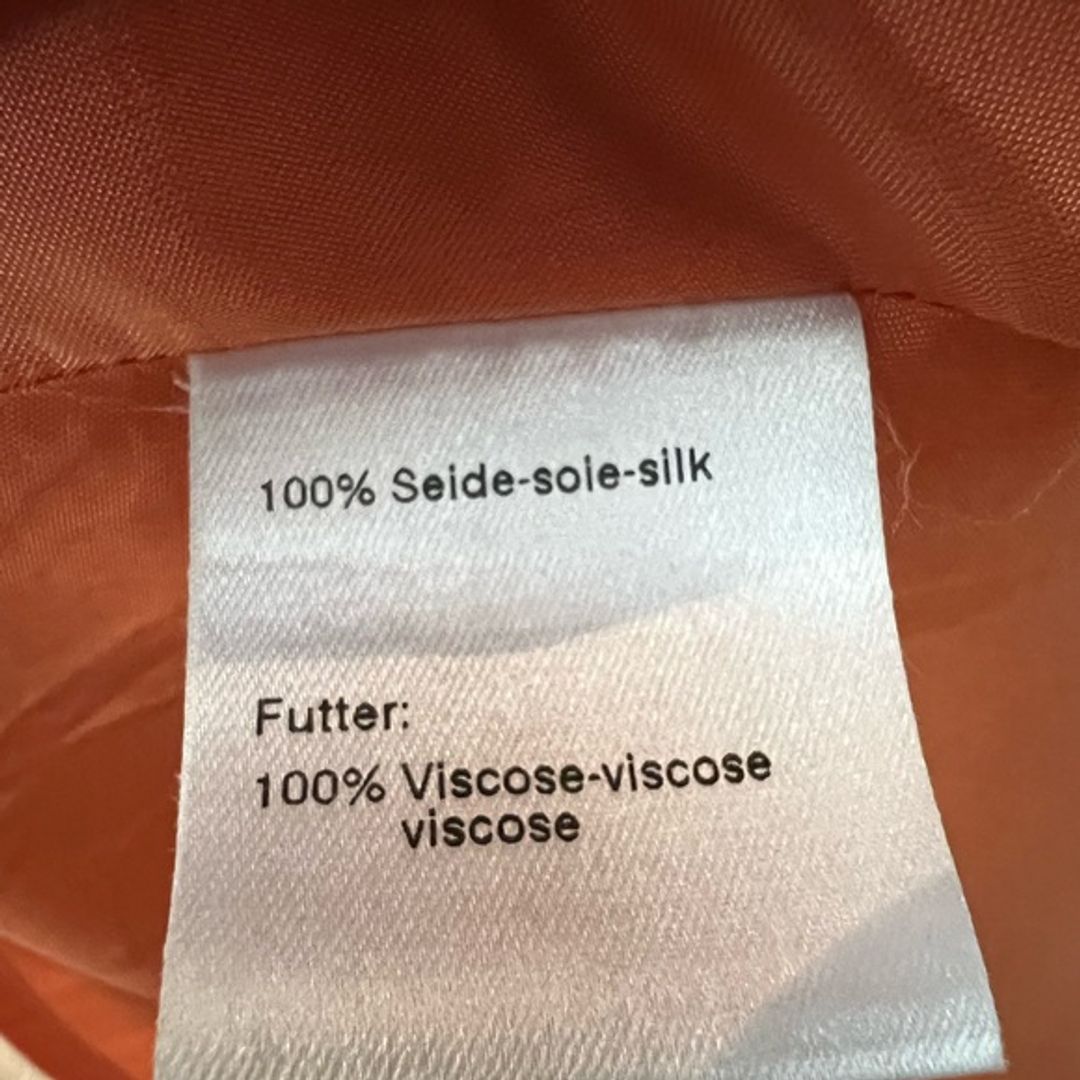 100% Seide-soie-silk
Futter:
100% Viscose-viscose
viscose